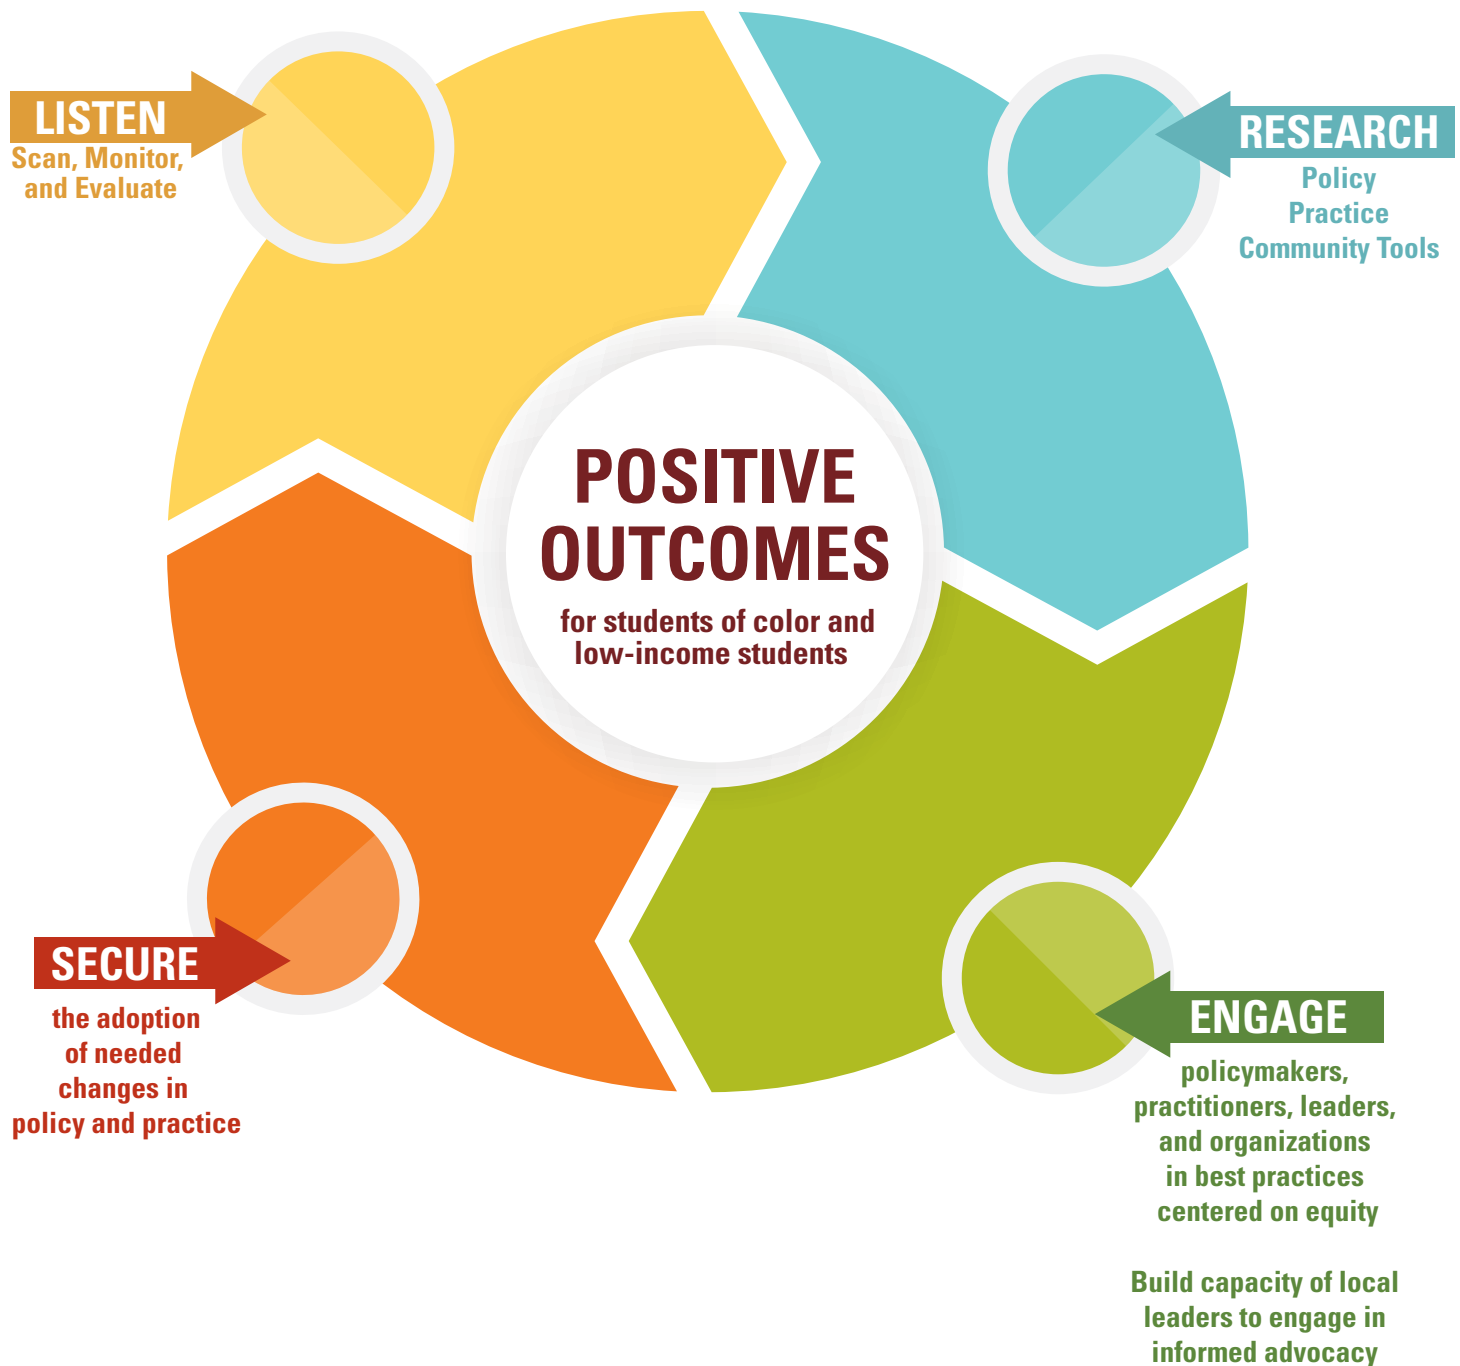 LISTEN
Scan, Monitor,
and Evaluate
RESEARCH
Policy
Practice
Community Tools
POSITIVE
OUTCOMES
for students of color and
low-income students
SECURE
the adoption
of needed
changes in
policy and practice
ENGAGE
policymakers,
practitioners, leaders,
and organizations
in best practices
centered on equity
Build capacity of local
leaders to engage in
informed advocacy